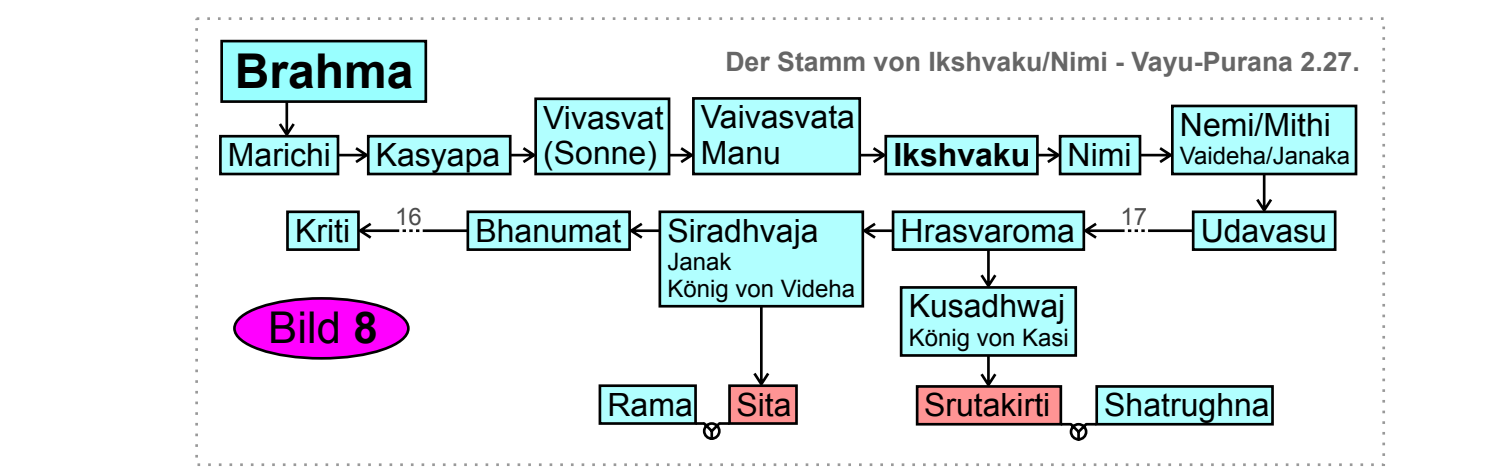 Brahma
Der Stamm von Ikshvaku/Nimi - Vayu-Purana 2.27.
Marichi
Kasyapa
Vivasvat
(Sonne)
Vaivasvata
Manu
Ikshvaku
Nimi
Nemi/Mithi
Vaideha/Janaka
Kriti
16
Bhanumat
Siradhvaja
Janak
König von Videha
Hrasvaroma
17
Udavasu
Bild 8
Kusadhwaj
König von Kasi
Rama
Sita
Srutakirti
Shatrughna